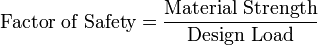 Factor of Safety = Material Strength / Design Load